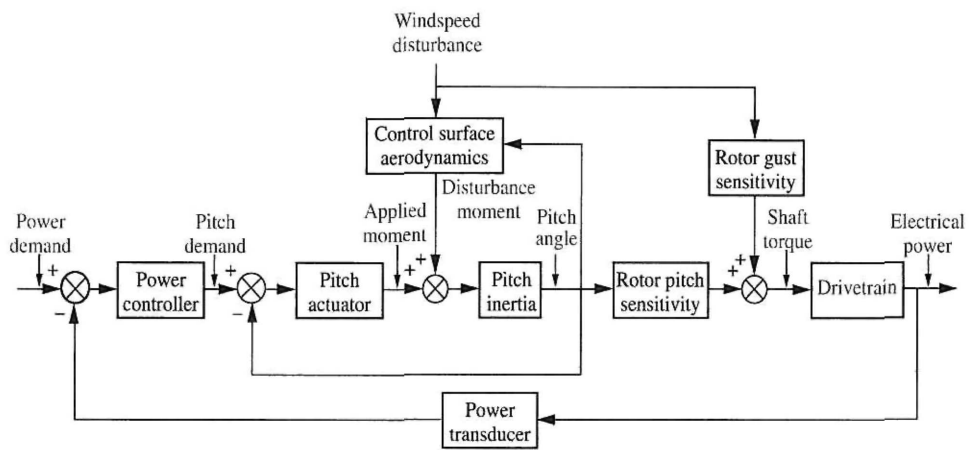 Windspeed
disturbance
Control surface
aerodynamics
Rotor gust
sensitivity
Disturbance
moment
Applied
moment
Pitch
angle
Shaft
torque
Electrical
power
Power
demand
Pitch
demand
+
+
+
+
+
+
Power
controller
Pitch
actuator
Pitch
inertia
Rotor pitch
sensitivity
Drivetrain
−
−
Power
transducer